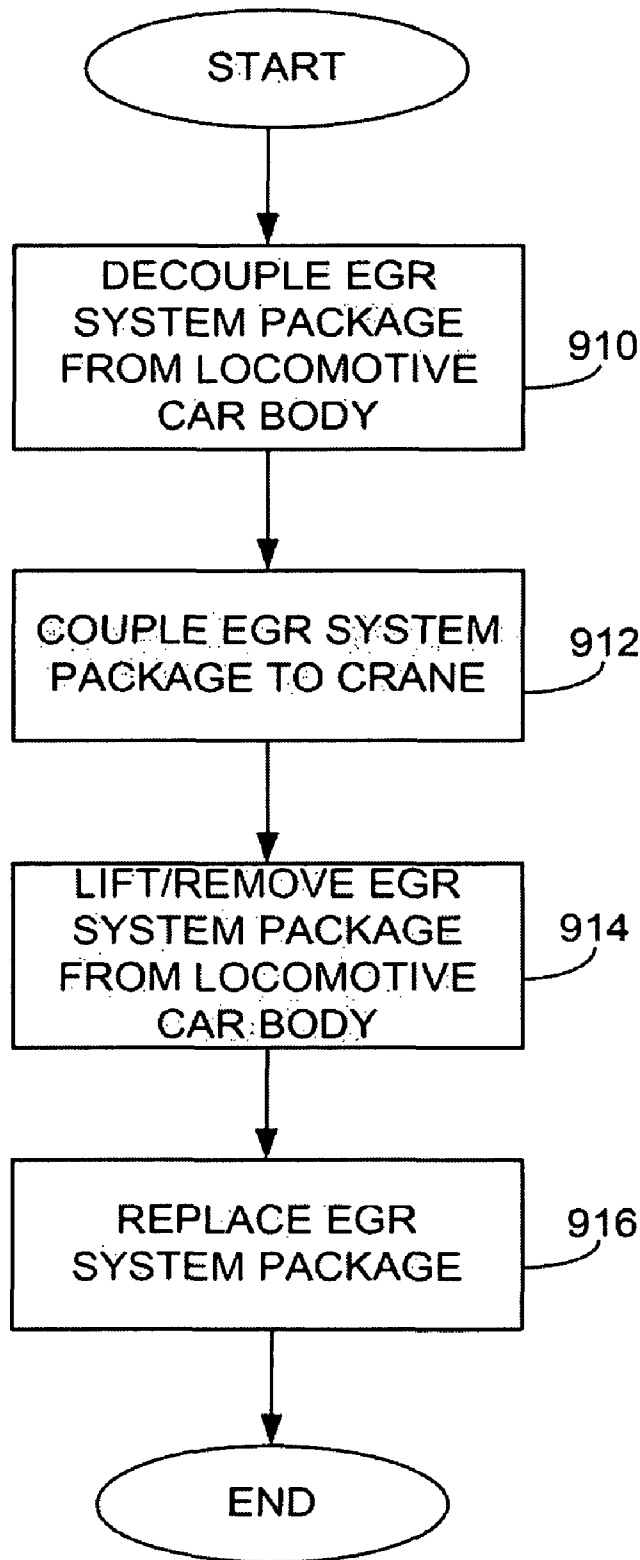 START
DECOUPLE EGR
SYSTEM PACKAGE
FROM LOCOMOTIVE
CAR BODY
910
COUPLE EGR SYSTEM
PACKAGE TO CRANE
912
LIFT/REMOVE EGR
SYSTEM PACKAGE
FROM LOCOMOTIVE
CAR BODY
914
REPLACE EGR
SYSTEM PACKAGE
916
END